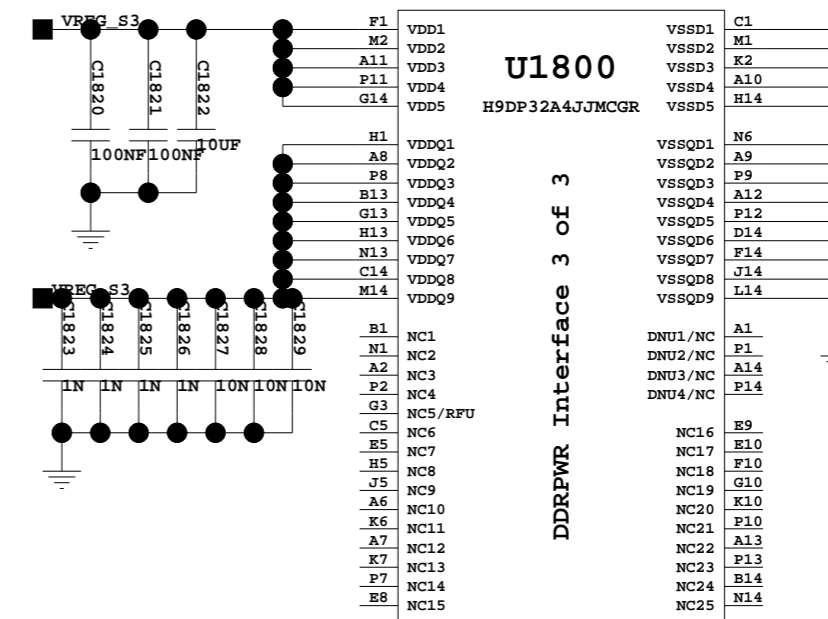 VREG_S3
C1820
C1821
C1822
100NF
100NF
10UF
VREG_S3
C1823
C1824
C1825
C1826
C1827
C1828
C1829
1N
1N
1N
1N
10N
10N
10N
U1800
H9DP32A4JJMCGR
DDRPWR Interface 3 of 3
F1 VDD1
M2 VDD2
A11 VDD3
P11 VDD4
G14 VDD5
H1 VDDQ1
A8 VDDQ2
P8 VDDQ3
B13 VDDQ4
G13 VDDQ5
H13 VDDQ6
N13 VDDQ7
C14 VDDQ8
M14 VDDQ9
B1 NC1
N1 NC2
A2 NC3
P2 NC4
G3 NC5/RFU
C5 NC6
E5 NC7
H5 NC8
J5 NC9
A6 NC10
K6 NC11
A7 NC12
K7 NC13
P7 NC14
E8 NC15
VSSD1 C1
VSSD2 M1
VSSD3 K2
VSSD4 A10
VSSD5 H14
VSSQD1 N6
VSSQD2 A9
VSSQD3 P9
VSSQD4 A12
VSSQD5 P12
VSSQD6 D14
VSSQD7 F14
VSSQD8 J14
VSSQD9 L14
DNU1/NC A1
DNU2/NC P1
DNU3/NC A14
DNU4/NC P14
NC16 E9
NC17 E10
NC18 F10
NC19 G10
NC20 K10
NC21 P10
NC22 A13
NC23 P13
NC24 B14
NC25 N14